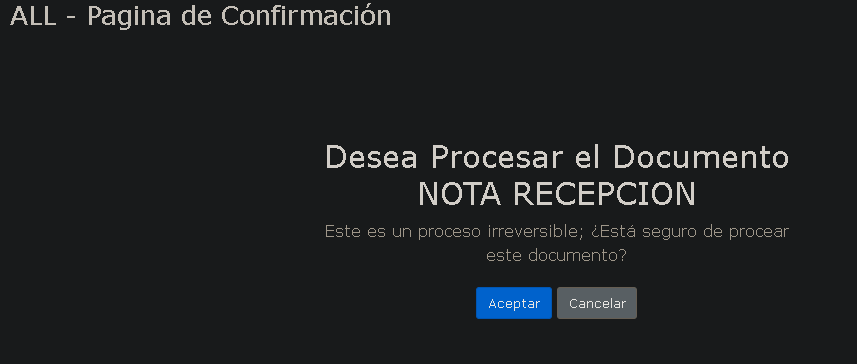 ALL - Pagina de Confirmación
Desea Procesar el Documento
NOTA RECEPCION
Este es un proceso irreversible; ¿Está seguro de procear
este documento?
Aceptar
Cancelar